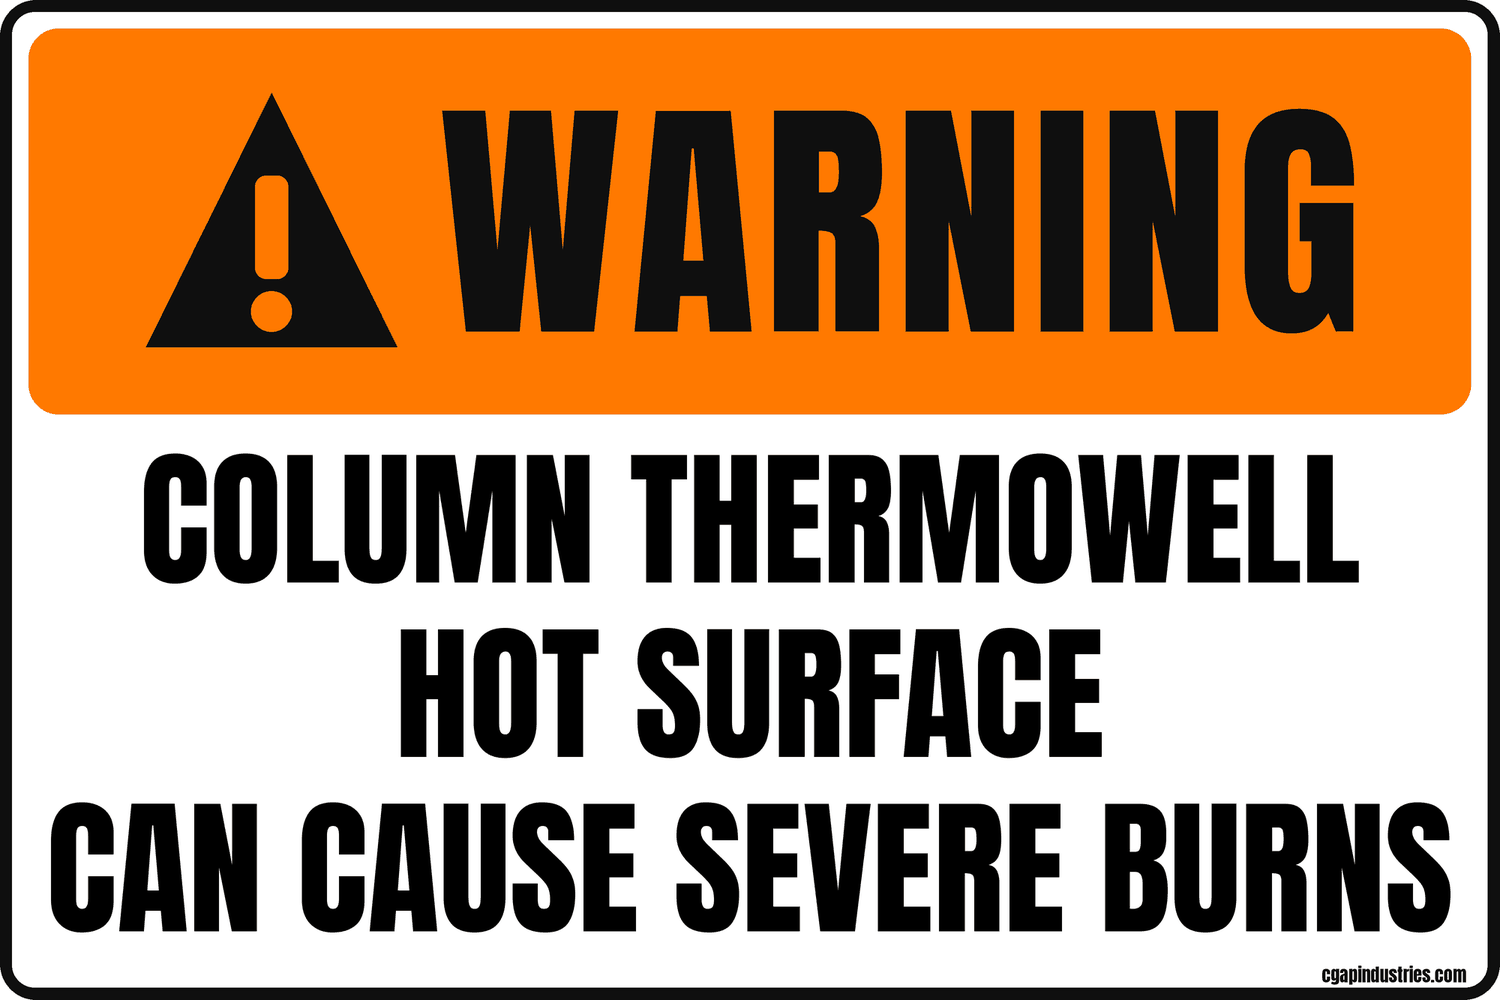 WARNING
COLUMN THERMOWELL
HOT SURFACE
CAN CAUSE SEVERE BURNS
cgapindustries.com